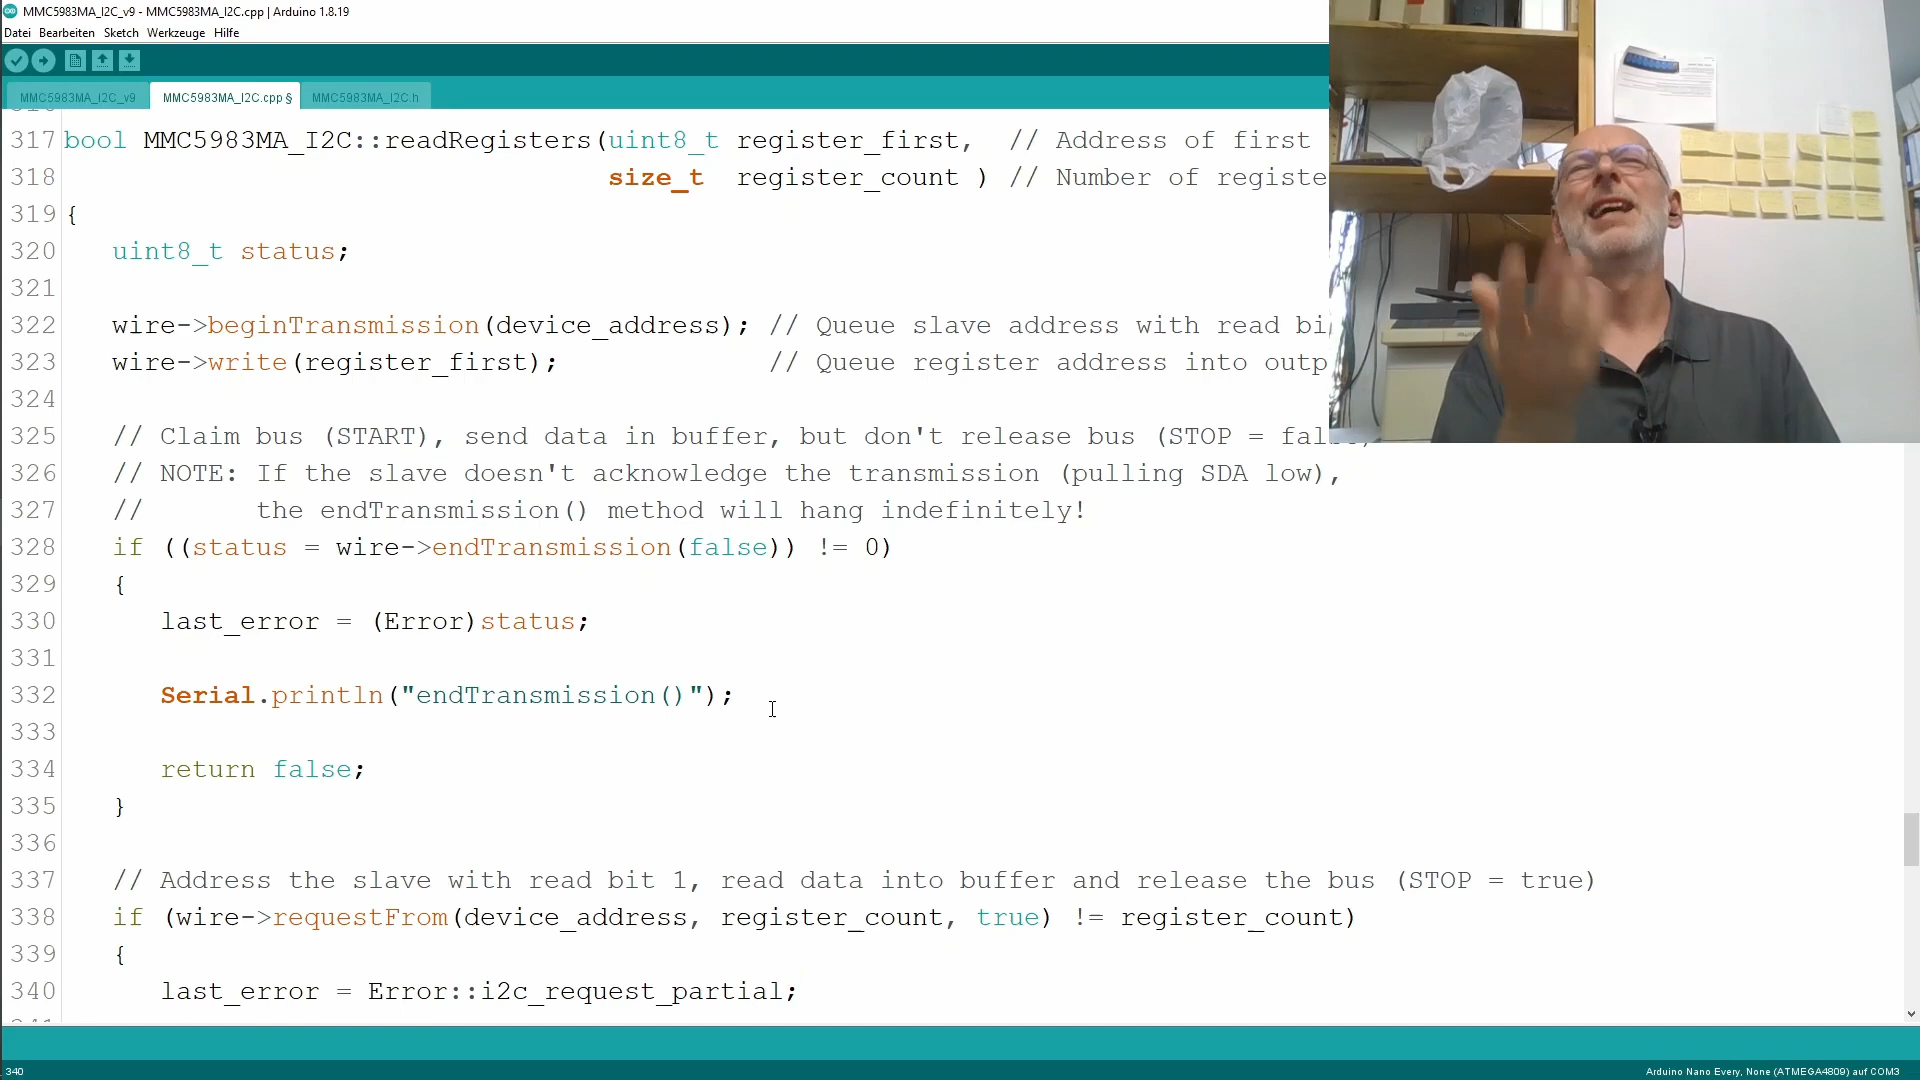 MMC5983MA_I2C_v9 - MMC5983MA_I2C.cpp | Arduino 1.8.19
Datei Bearbeiten Sketch Werkzeuge Hilfe
MMC5983MA_I2C_v9 MMC5983MA_I2C.cpp § MMC5983MA_I2C.h
317 bool MMC5983MA_I2C::readRegisters(uint8_t register_first, // Address of first
318 size_t register_count ) // Number of registe
319 {
320 uint8_t status;
321
322 wire->beginTransmission(device_address); // Queue slave address with read bi
323 wire->write(register_first); // Queue register address into outp
324
325 // Claim bus (START), send data in buffer, but don't release bus (STOP = false,
326 // NOTE: If the slave doesn't acknowledge the transmission (pulling SDA low),
327 // the endTransmission() method will hang indefinitely!
328 if ((status = wire->endTransmission(false)) != 0)
329 {
330 last_error = (Error)status;
331
332 Serial.println("endTransmission()");
333
334 return false;
335 }
336
337 // Address the slave with read bit 1, read data into buffer and release the bus (STOP = true)
338 if (wire->requestFrom(device_address, register_count, true) != register_count)
339 {
340 last_error = Error::i2c_request_partial;
340
Arduino Nano Every, None (ATMEGA4809) auf COM3